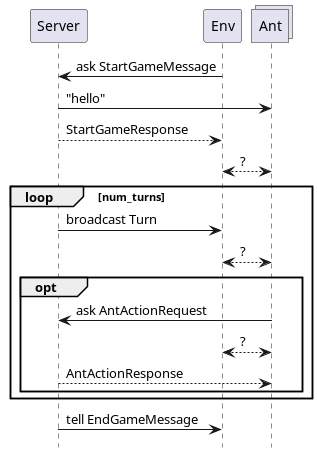 Server Env Ant
ask StartGameMessage
"hello"
StartGameResponse
?
loop [num_turns]
broadcast Turn
?
opt
ask AntActionRequest
?
AntActionResponse
tell EndGameMessage